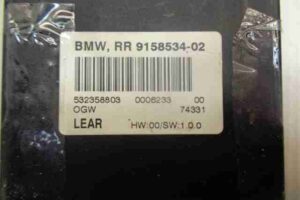 BMW, RR 9158534-02
532358803 0008233 00
OGW 74331
LEAR HW:00/SW:1.0.0